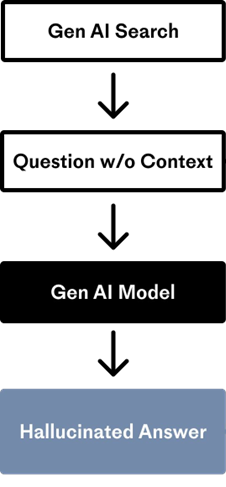 Gen AI Search
Question w/o Context
Gen AI Model
Hallucinated Answer